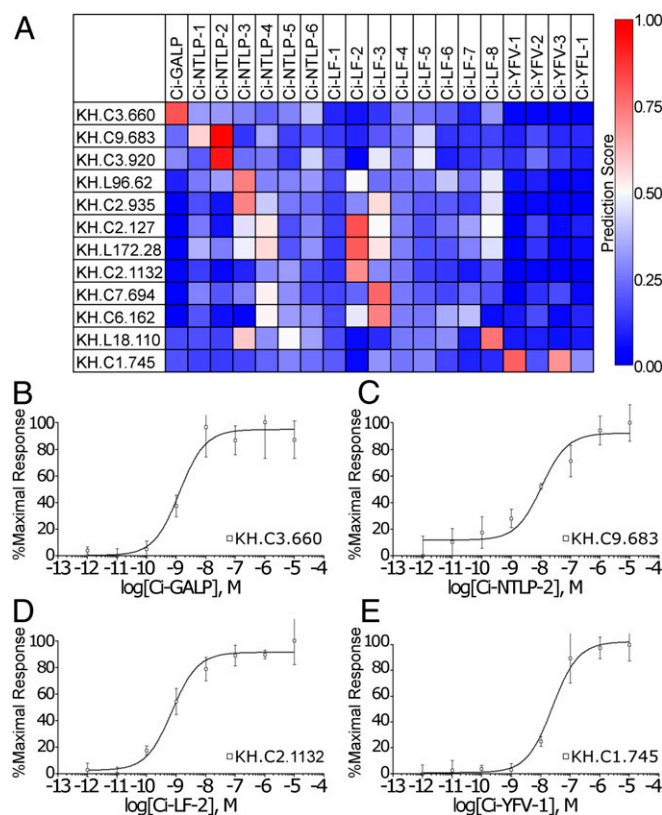 A
Ci-GALP
Ci-NTLP-1
Ci-NTLP-2
Ci-NTLP-3
Ci-NTLP-4
Ci-NTLP-5
Ci-NTLP-6
Ci-LF-1
Ci-LF-2
Ci-LF-3
Ci-LF-4
Ci-LF-5
Ci-LF-6
Ci-LF-7
Ci-LF-8
Ci-YFV-1
Ci-YFV-2
Ci-YFV-3
Ci-YFL-1
KH.C3.660
KH.C9.683
KH.C3.920
KH.L96.62
KH.C2.935
KH.C2.127
KH.L172.28
KH.C2.1132
KH.C7.694
KH.C6.162
KH.L18.110
KH.C1.745
1.00
0.75
0.50
0.25
0.00
Prediction Score
B
%Maximal Response
100
80
60
40
20
0
-13 -12 -11 -10 -9 -8 -7 -6 -5 -4
KH.C3.660
log[Ci-GALP], M
C
%Maximal Response
100
80
60
40
20
0
-13 -12 -11 -10 -9 -8 -7 -6 -5 -4
KH.C9.683
log[Ci-NTLP-2], M
D
%Maximal Response
100
80
60
40
20
0
-13 -12 -11 -10 -9 -8 -7 -6 -5 -4
KH.C2.1132
log[Ci-LF-2], M
E
%Maximal Response
100
80
60
40
20
0
-13 -12 -11 -10 -9 -8 -7 -6 -5 -4
KH.C1.745
log[Ci-YFV-1], M